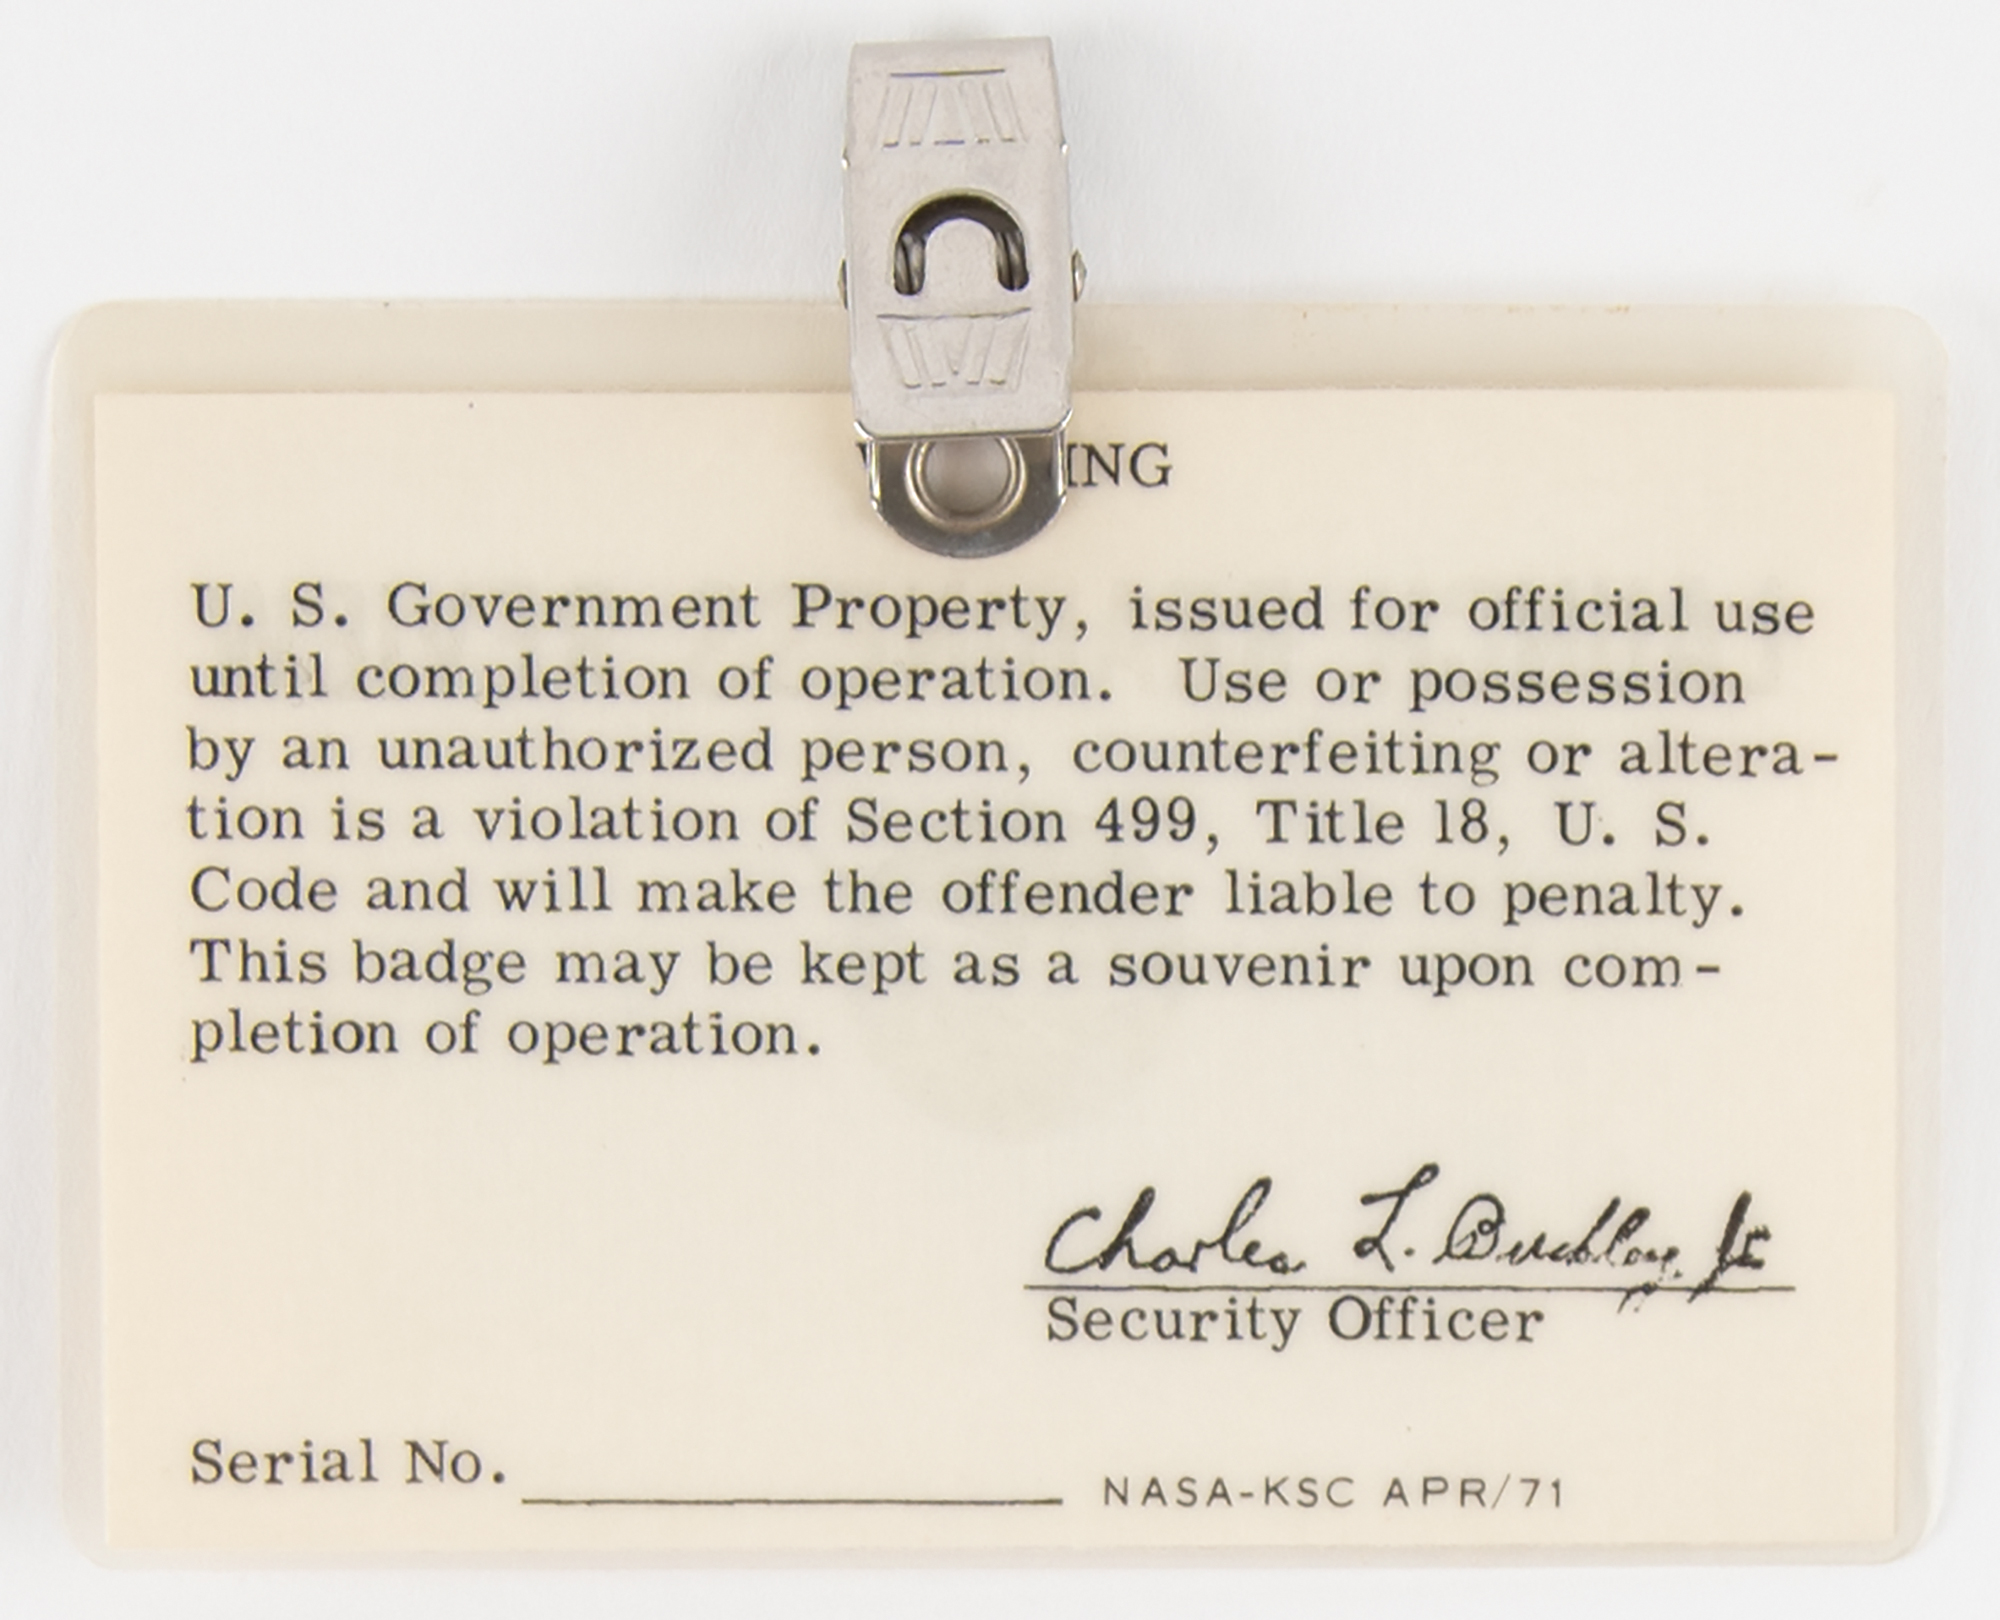 ING
U. S. Government Property, issued for official use
until completion of operation. Use or possession
by an unauthorized person, counterfeiting or altera-
tion is a violation of Section 499, Title 18, U. S.
Code and will make the offender liable to penalty.
This badge may be kept as a souvenir upon com-
pletion of operation.
Charles L. Buckley, Jr
Security Officer
Serial No.
NASA-KSC APR/71